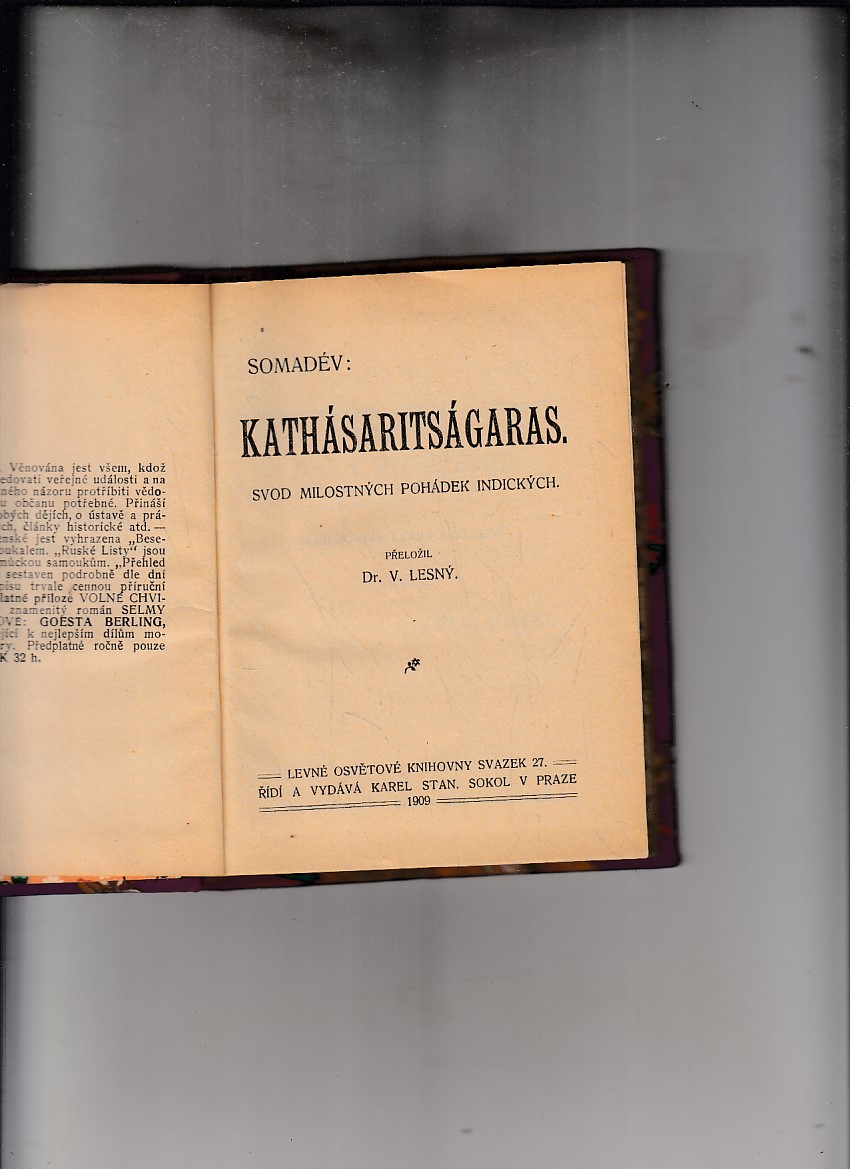 Věnována jest všem, kdož
veřejné události a na
názoru protříbiti vědo-
občanu potřebné. Přináší
dějích, o ústavě a prá-
články historické atd. —
jest vyhrazena „Bese-
„Ruské Listy“ jsou
samoukům. „Přehled
sestaven podrobně dle dní
trvale cennou příruční
příloze VOLNÉ CHVÍ-
znamenitý román SELMY
GOESTA BERLING,
k nejlepším dílům mo-
Předplatné ročně pouze
K 32 h.
SOMADÉV:
KATHÁSARITSÁGARAS.
SVOD MILOSTNÝCH POHÁDEK INDICKÝCH.
PŘELOŽIL
Dr. V. LESNÝ.
LEVNÉ OSVĚTOVÉ KNIHOVNY SVAZEK 27.
ŘÍDÍ A VYDÁVÁ KAREL STAN. SOKOL V PRAZE
1909